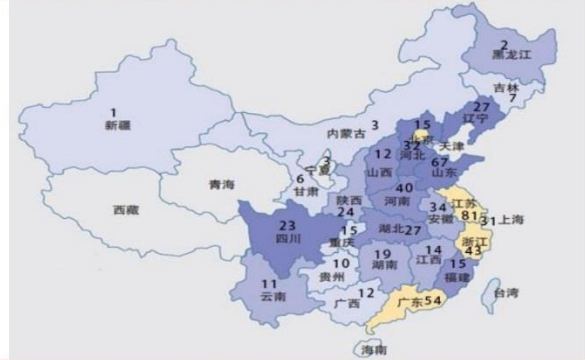 2
黑龙江
吉林
7
27
辽宁
1
新疆
内蒙古 3
15
北京
天津
32
河北
3
宁夏
12
山西
67
山东
6
甘肃
青海
西藏
陕西
24
40
河南
江苏
81
34
安徽
31 上海
23
四川
15
重庆
湖北 27
浙江
43
10
贵州
19
湖南
14
江西
15
福建
11
云南
广西 12
广东 54
台湾
海南